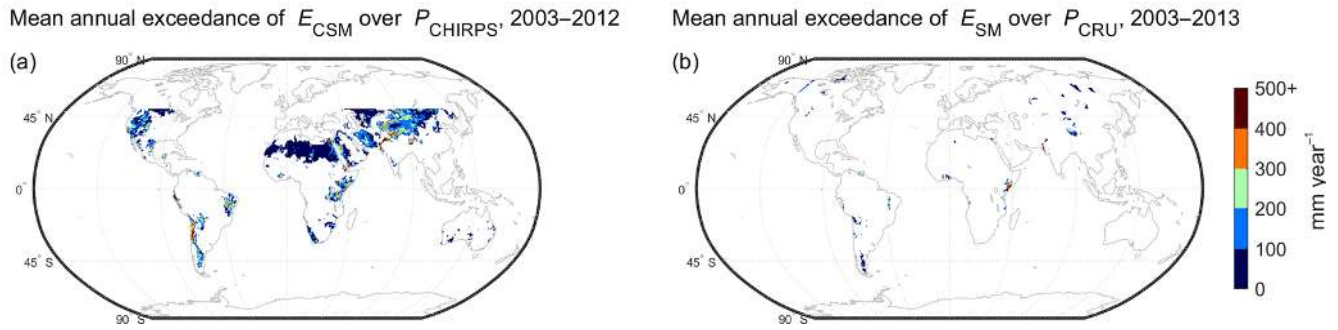 Mean annual exceedance of E_CSM over P_CHIRPS, 2003–2012
Mean annual exceedance of E_SM over P_CRU, 2003–2013
(a)
90° N
45° N
0°
45° S
90° S
(b)
90° N
45° N
0°
45° S
90° S
500+
400
300
200
100
0
mm year⁻¹